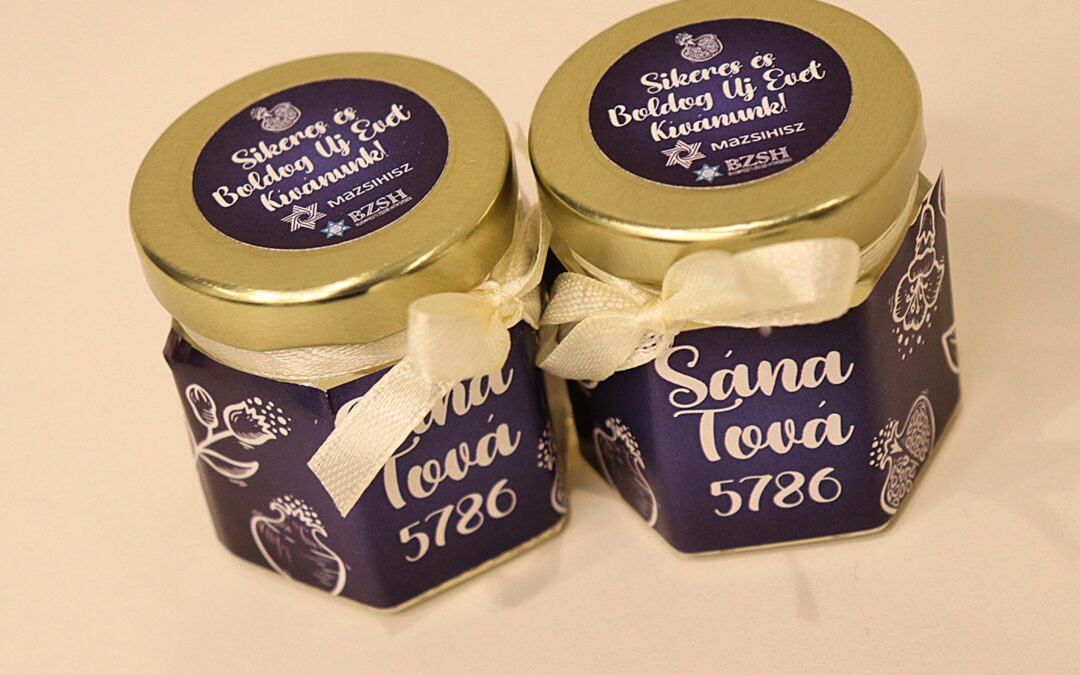 Sikeres és
Boldog Új Évet
Kívánunk!
MAZSIHISZ
BZSH
Sána
Tová
5786
Sikeres és
Boldog Új Évet
Kívánunk!
MAZSIHISZ
BZSH
Sána
Tová
5786